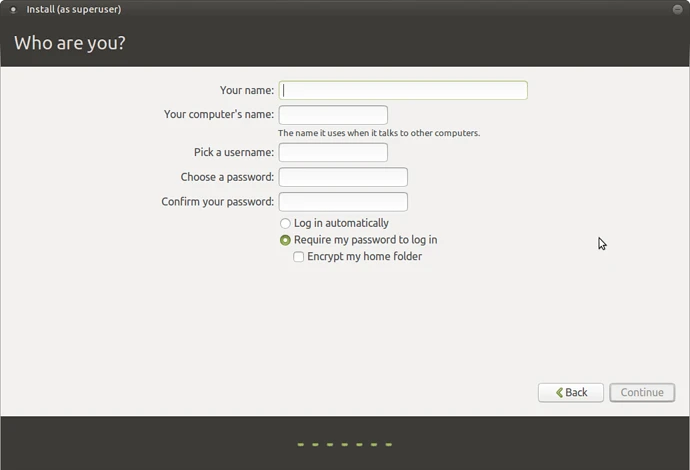 Install (as superuser)
Who are you?
Your name:
Your computer's name:
The name it uses when it talks to other computers.
Pick a username:
Choose a password:
Confirm your password:
Log in automatically
Require my password to log in
Encrypt my home folder
Back Continue